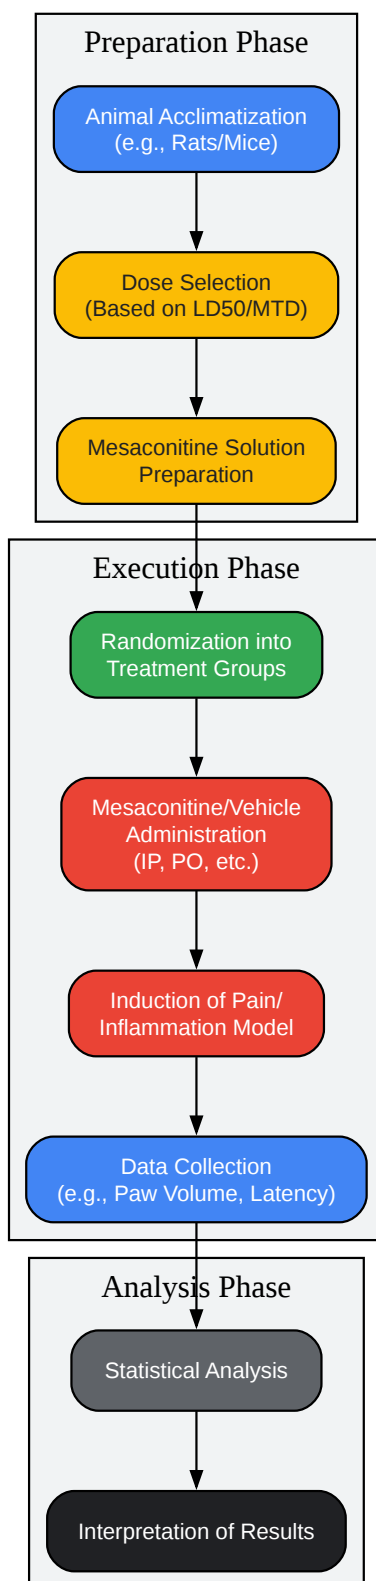 Preparation Phase
Animal Acclimatization
(e.g., Rats/Mice)
Dose Selection
(Based on LD50/MTD)
Mesaconitine Solution
Preparation
Execution Phase
Randomization into
Treatment Groups
Mesaconitine/Vehicle
Administration
(IP, PO, etc.)
Induction of Pain/
Inflammation Model
Data Collection
(e.g., Paw Volume, Latency)
Analysis Phase
Statistical Analysis
Interpretation of Results